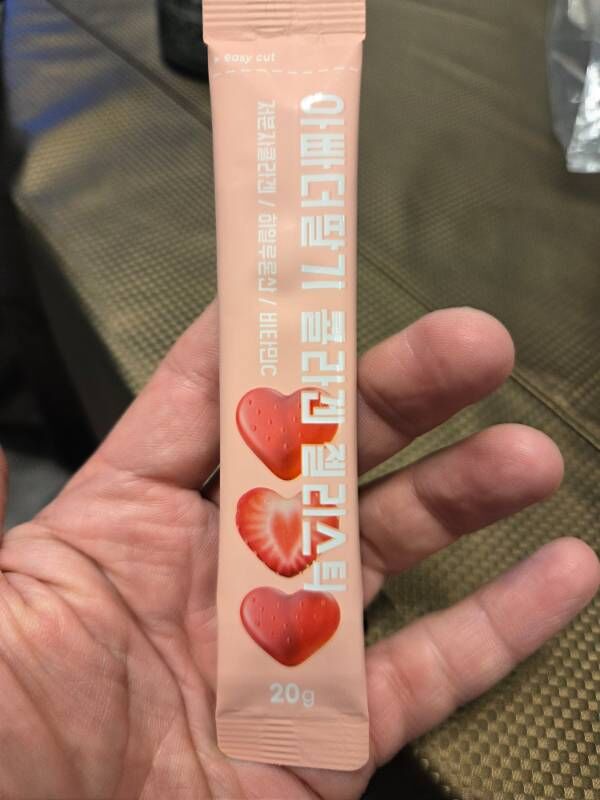 easy cut
아빠더딸기 콜라겐 젤리스틱
저분자콜라겐 / 히알루론산 / 비타민C
20g